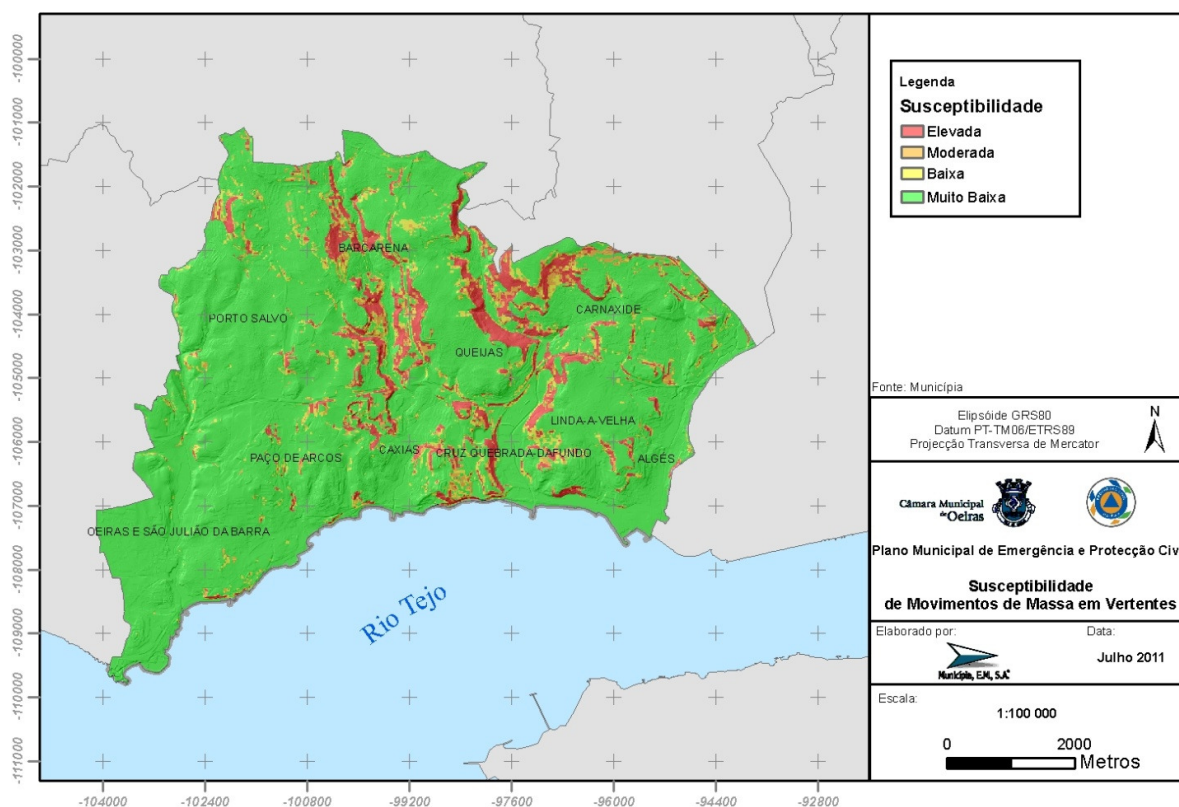 -100000
-101000
-102000
-103000
-104000
-105000
-106000
-107000
-108000
-109000
-110000
-111000
-104000
-102400
-100800
-99200
-97600
-96000
-94400
-92800
BARCARENA
PORTO SALVO
CARNAXIDE
QUEIJAS
LINDA-A-VELHA
CAXIAS
CRUZ QUEBRADA-DAFUNDO
PAÇO DE ARCOS
ALGÉS
OEIRAS E SÃO JULIÃO DA BARRA
Rio Tejo
Legenda
Susceptibilidade
Elevada
Moderada
Baixa
Muito Baixa
Fonte: Municípia
Elipsóide GRS80
Datum PT-TM06/ETRS89
Projecção Transversa de Mercator
N
Câmara Municipal
de Oeiras
Plano Municipal de Emergência e Protecção Civ
Susceptibilidade
de Movimentos de Massa em Vertentes
Elaborado por:
Municípia, E.M., S.A.
Data:
Julho 2011
Escala:
1:100 000
0 2000
Metros